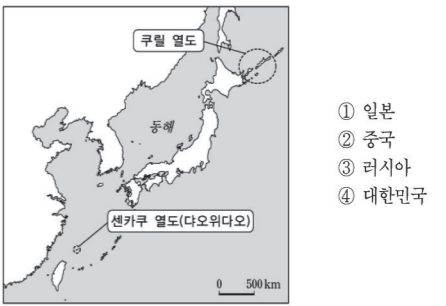 쿠릴 열도
동해
센카쿠 열도(댜오위다오)
0 500 km
① 일본
② 중국
③ 러시아
④ 대한민국